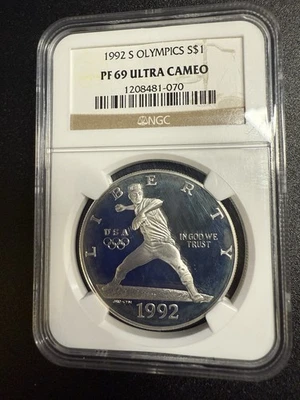 1992 S OLYMPICS S$1
PF 69 ULTRA CAMEO
1208481-070
NGC
LIBERTY
USA
IN GOD WE
TRUST
1992